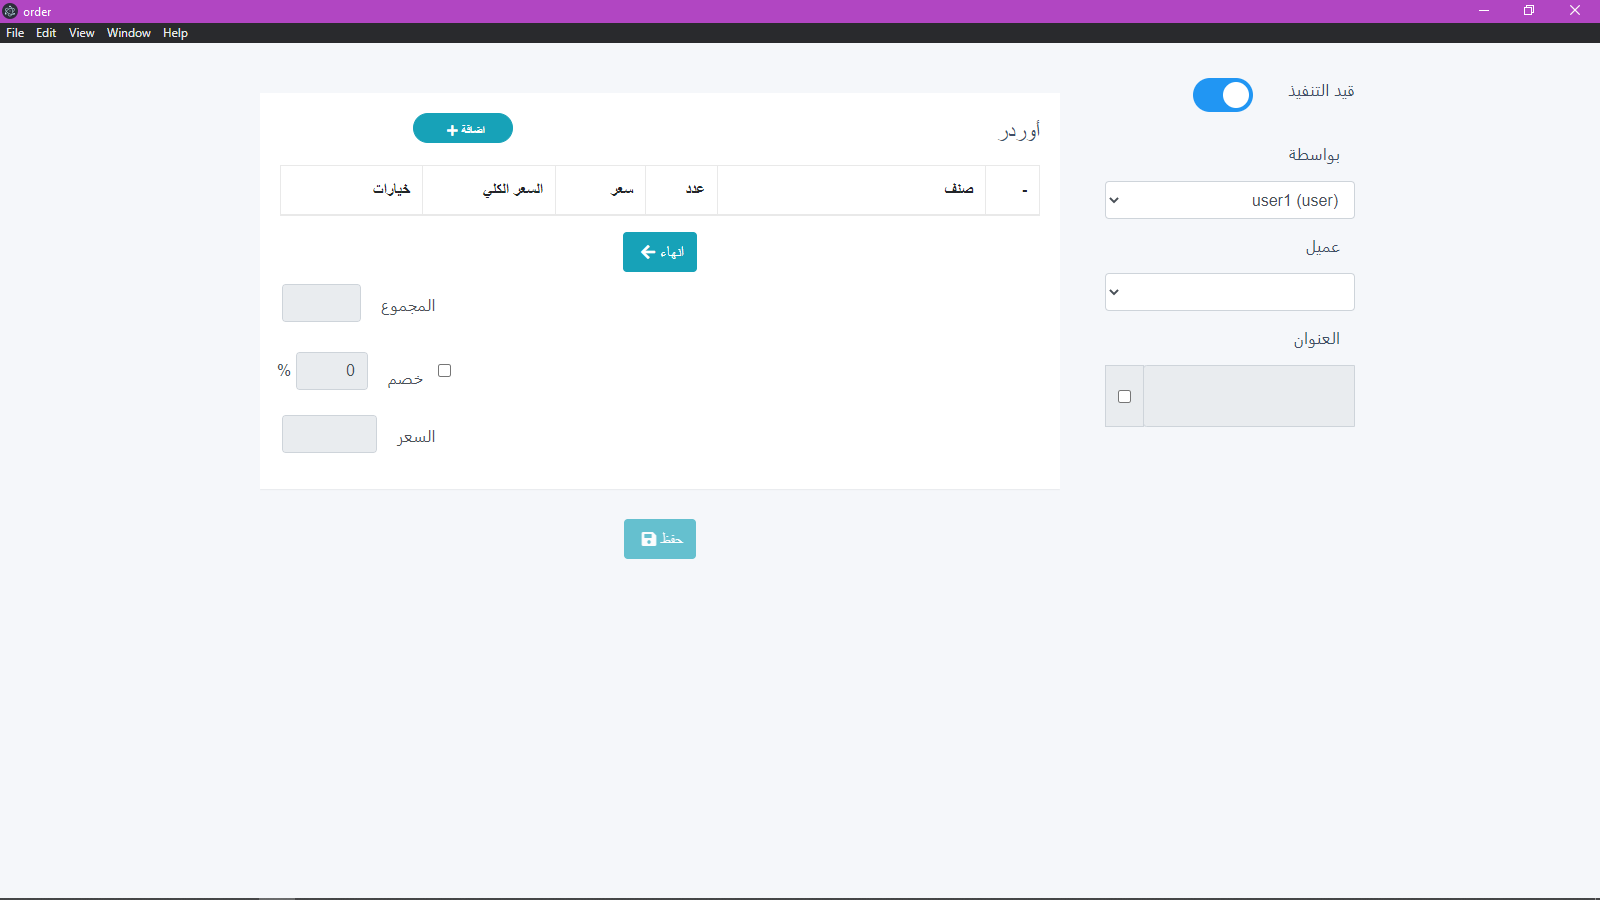 order
File Edit View Window Help
قيد التنفيذ
بواسطة
user1 (user)
عميل
العنوان
أوردر
اضافة +
- صنف عدد سعر السعر الكلي خيارات
انهاء
المجموع
خصم 0 %
السعر
حفظ